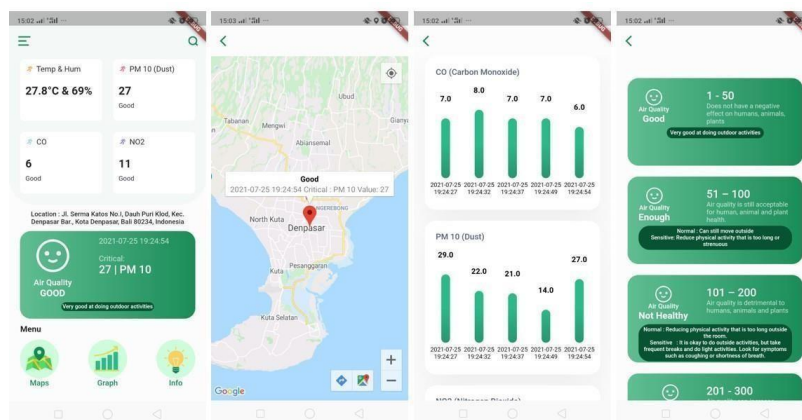 15:02
Temp & Hum
27.8°C & 69%
PM 10 (Dust)
27
Good
CO
6
Good
NO2
11
Good
Location : Jl. Serma Katos No.I, Dauh Puri Klod, Kec.
Denpasar Bar., Kota Denpasar, Bali 80234, Indonesia
2021-07-25 19:24:54
Critical:
27 | PM 10
Air Quality
GOOD
Very good at doing outdoor activities
Menu
Maps
Graph
Info
15:03
Ubud
Tabanan
Mengwi
Gianya
Abiansemal
Good
2021-07-25 19:24:54 Critical : PM 10 Value: 27
North Kuta
NGEREBONG
Denpasar
Pesanggaran
Kuta
Kuta Selatan
Google
15:02
CO (Carbon Monoxide)
7.0
8.0
7.0
7.0
6.0
2021-07-25 2021-07-25 2021-07-25 2021-07-25 2021-07-25
19:24:27 19:24:32 19:24:37 19:24:49 19:24:54
PM 10 (Dust)
29.0
22.0
21.0
14.0
27.0
2021-07-25 2021-07-25 2021-07-25 2021-07-25 2021-07-25
19:24:27 19:24:32 19:24:37 19:24:49 19:24:54
15:02
Air Quality
Good
1 - 50
Does not have a negative
effect on humans, animals,
plants
Very good at doing outdoor activities
Air Quality
Enough
51 – 100
Air quality is still acceptable
for human, animal and plant
health.
Normal : Can still move outside
Sensitive: Reduce physical activity that is too long or
strenuous
Air Quality
Not Healthy
101 – 200
Air quality is detrimental to
humans, animals and plants
Normal : Reducing physical activity that is too long outside
the room.
Sensitive : It is okay to do outside activities, but take
frequent breaks and do light activities. Look for symptoms
such as coughing or shortness of breath.
201 - 300